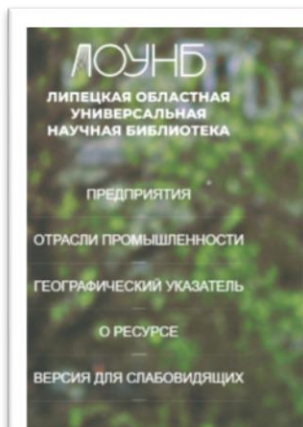 ЛОУНБ
ЛИПЕЦКАЯ ОБЛАСТНАЯ
УНИВЕРСАЛЬНАЯ
НАУЧНАЯ БИБЛИОТЕКА
ПРЕДПРИЯТИЯ
ОТРАСЛИ ПРОМЫШЛЕННОСТИ
ГЕОГРАФИЧЕСКИЙ УКАЗАТЕЛЬ
О РЕСУРСЕ
ВЕРСИЯ ДЛЯ СЛАБОВИДЯЩИХ